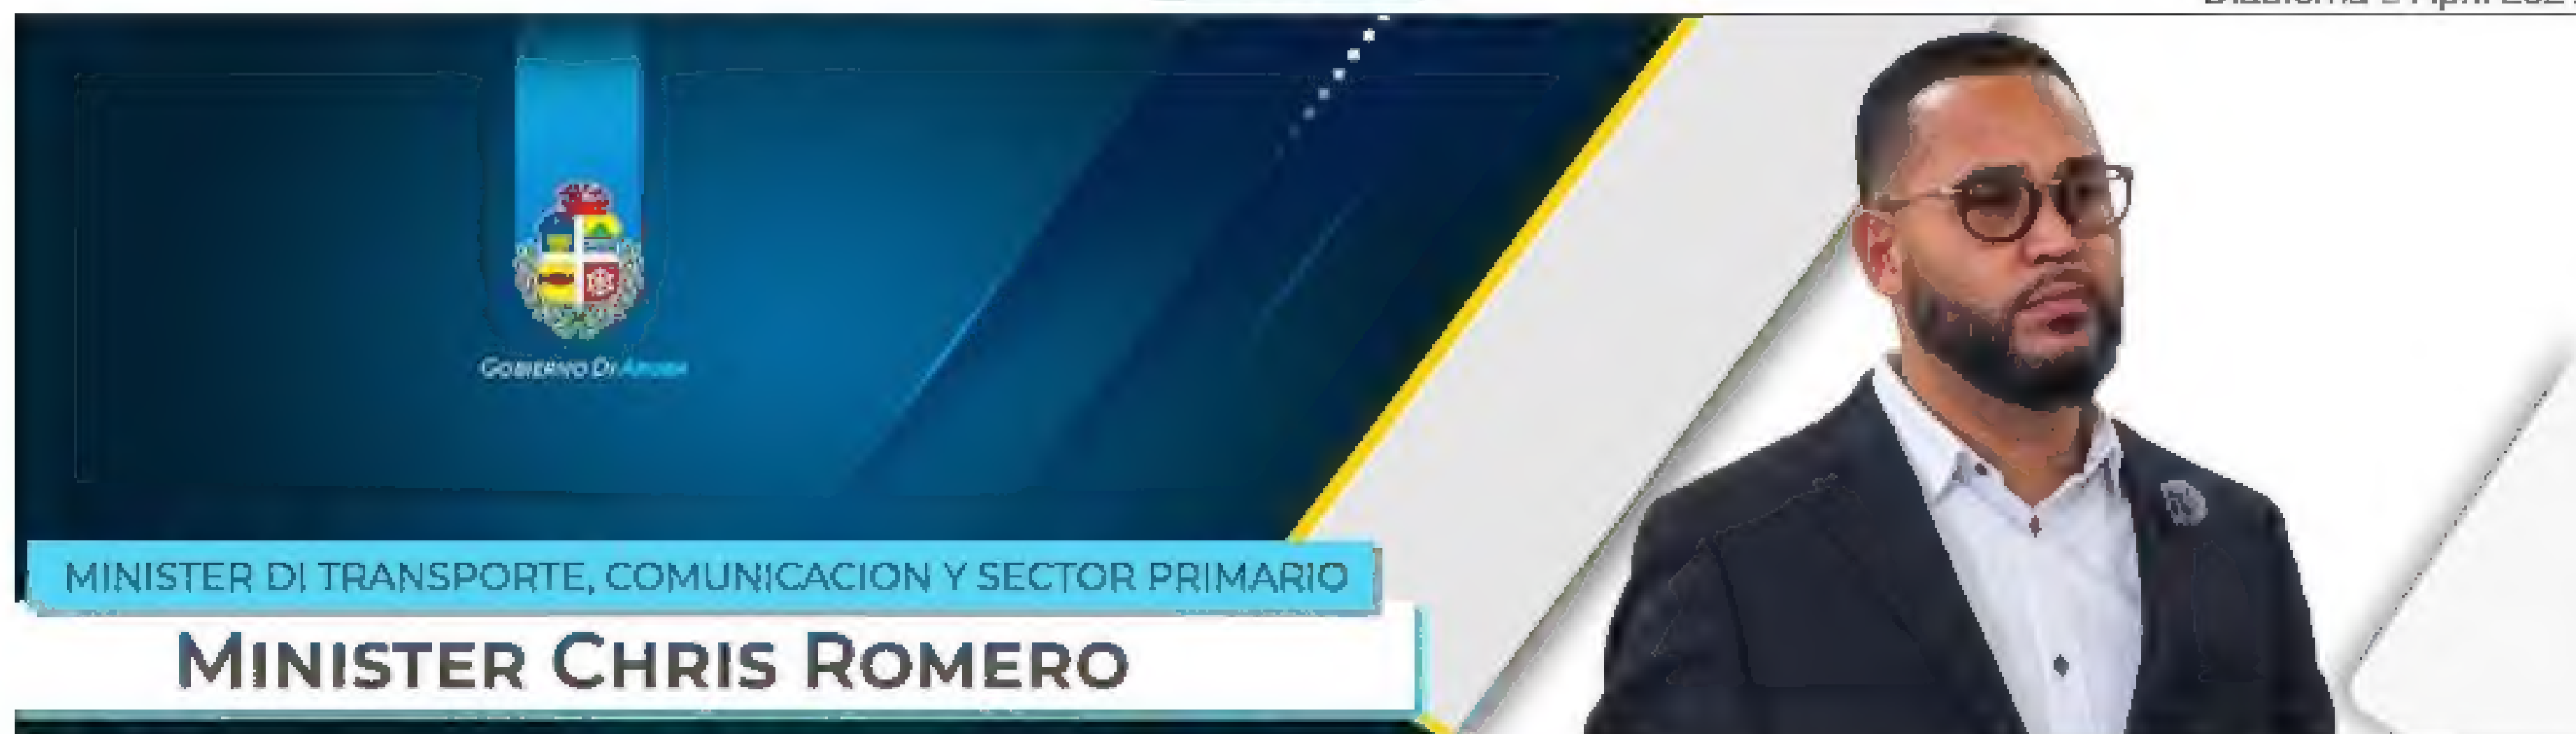 GOBIERNO DI ARUBA
MINISTER DI TRANSPORTE, COMUNICACION Y SECTOR PRIMARIO
MINISTER CHRIS ROMERO